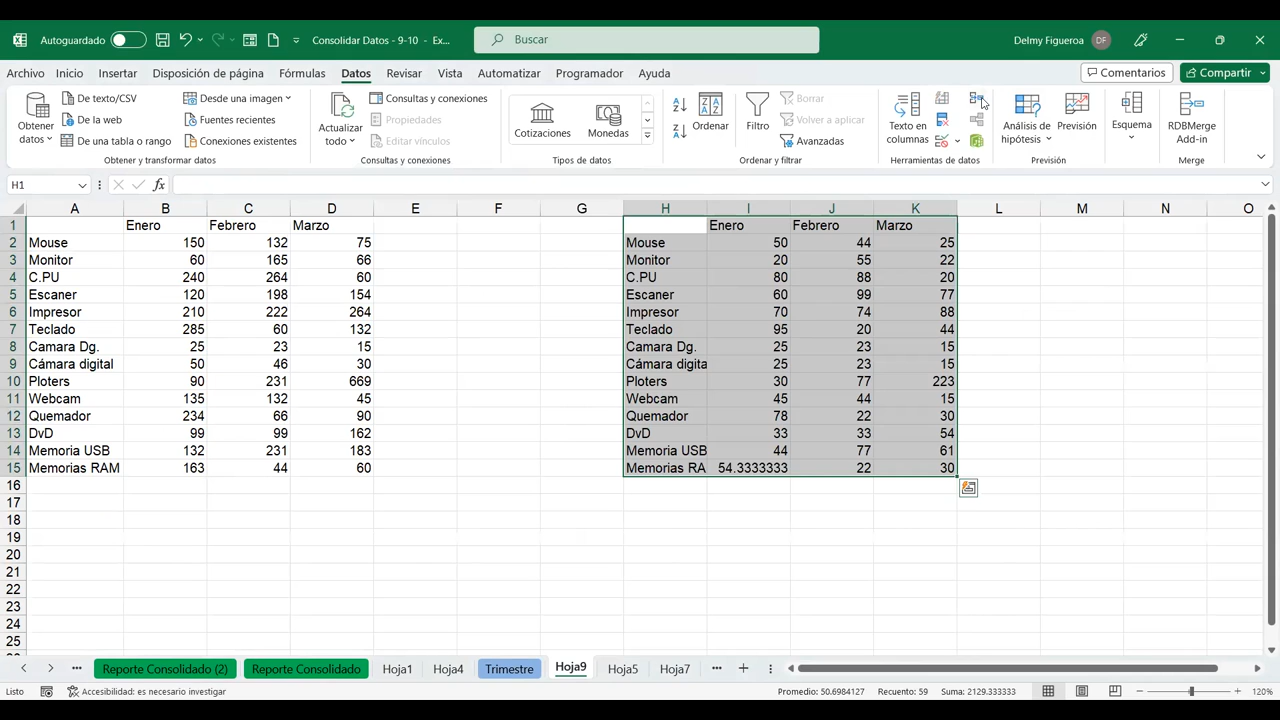 Autoguardado Consolidar Datos - 9-10 - Ex... Buscar Delmy Figueroa DF
Archivo Inicio Insertar Disposición de página Fórmulas Datos Revisar Vista Automatizar Programador Ayuda Comentarios Compartir
Obtener datos
De texto/CSV
De la web
De una tabla o rango
Desde una imagen
Fuentes recientes
Conexiones existentes
Obtener y transformar datos
Actualizar todo
Consultas y conexiones
Propiedades
Editar vínculos
Consultas y conexiones
Cotizaciones Monedas
Tipos de datos
Ordenar
Filtro
Borrar
Volver a aplicar
Avanzadas
Ordenar y filtrar
Texto en columnas
Herramientas de datos
Análisis de hipótesis
Previsión
Previsión
Esquema
RDBMerge Add-in
Merge
H1 fx
A B C D E F G H I J K L M N O
1 Enero Febrero Marzo Enero Febrero Marzo
2 Mouse 150 132 75 Mouse 50 44 25
3 Monitor 60 165 66 Monitor 20 55 22
4 C.PU 240 264 60 C.PU 80 88 20
5 Escaner 120 198 154 Escaner 60 99 77
6 Impresor 210 222 264 Impresor 70 74 88
7 Teclado 285 60 132 Teclado 95 20 44
8 Camara Dg. 25 23 15 Camara Dg. 25 23 15
9 Cámara digital 50 46 30 Cámara digita 25 23 15
10 Ploters 90 231 669 Ploters 30 77 223
11 Webcam 135 132 45 Webcam 45 44 15
12 Quemador 234 66 90 Quemador 78 22 30
13 DvD 99 99 162 DvD 33 33 54
14 Memoria USB 132 231 183 Memoria USB 44 77 61
15 Memorias RAM 163 44 60 Memorias RA 54.3333333 22 30
16
17
18
19
20
21
22
23
24
25
Reporte Consolidado (2) Reporte Consolidado Hoja1 Hoja4 Trimestre Hoja9 Hoja5 Hoja7
Listo Accesibilidad: es necesario investigar Promedio: 50.6984127 Recuento: 59 Suma: 2129.333333 120%